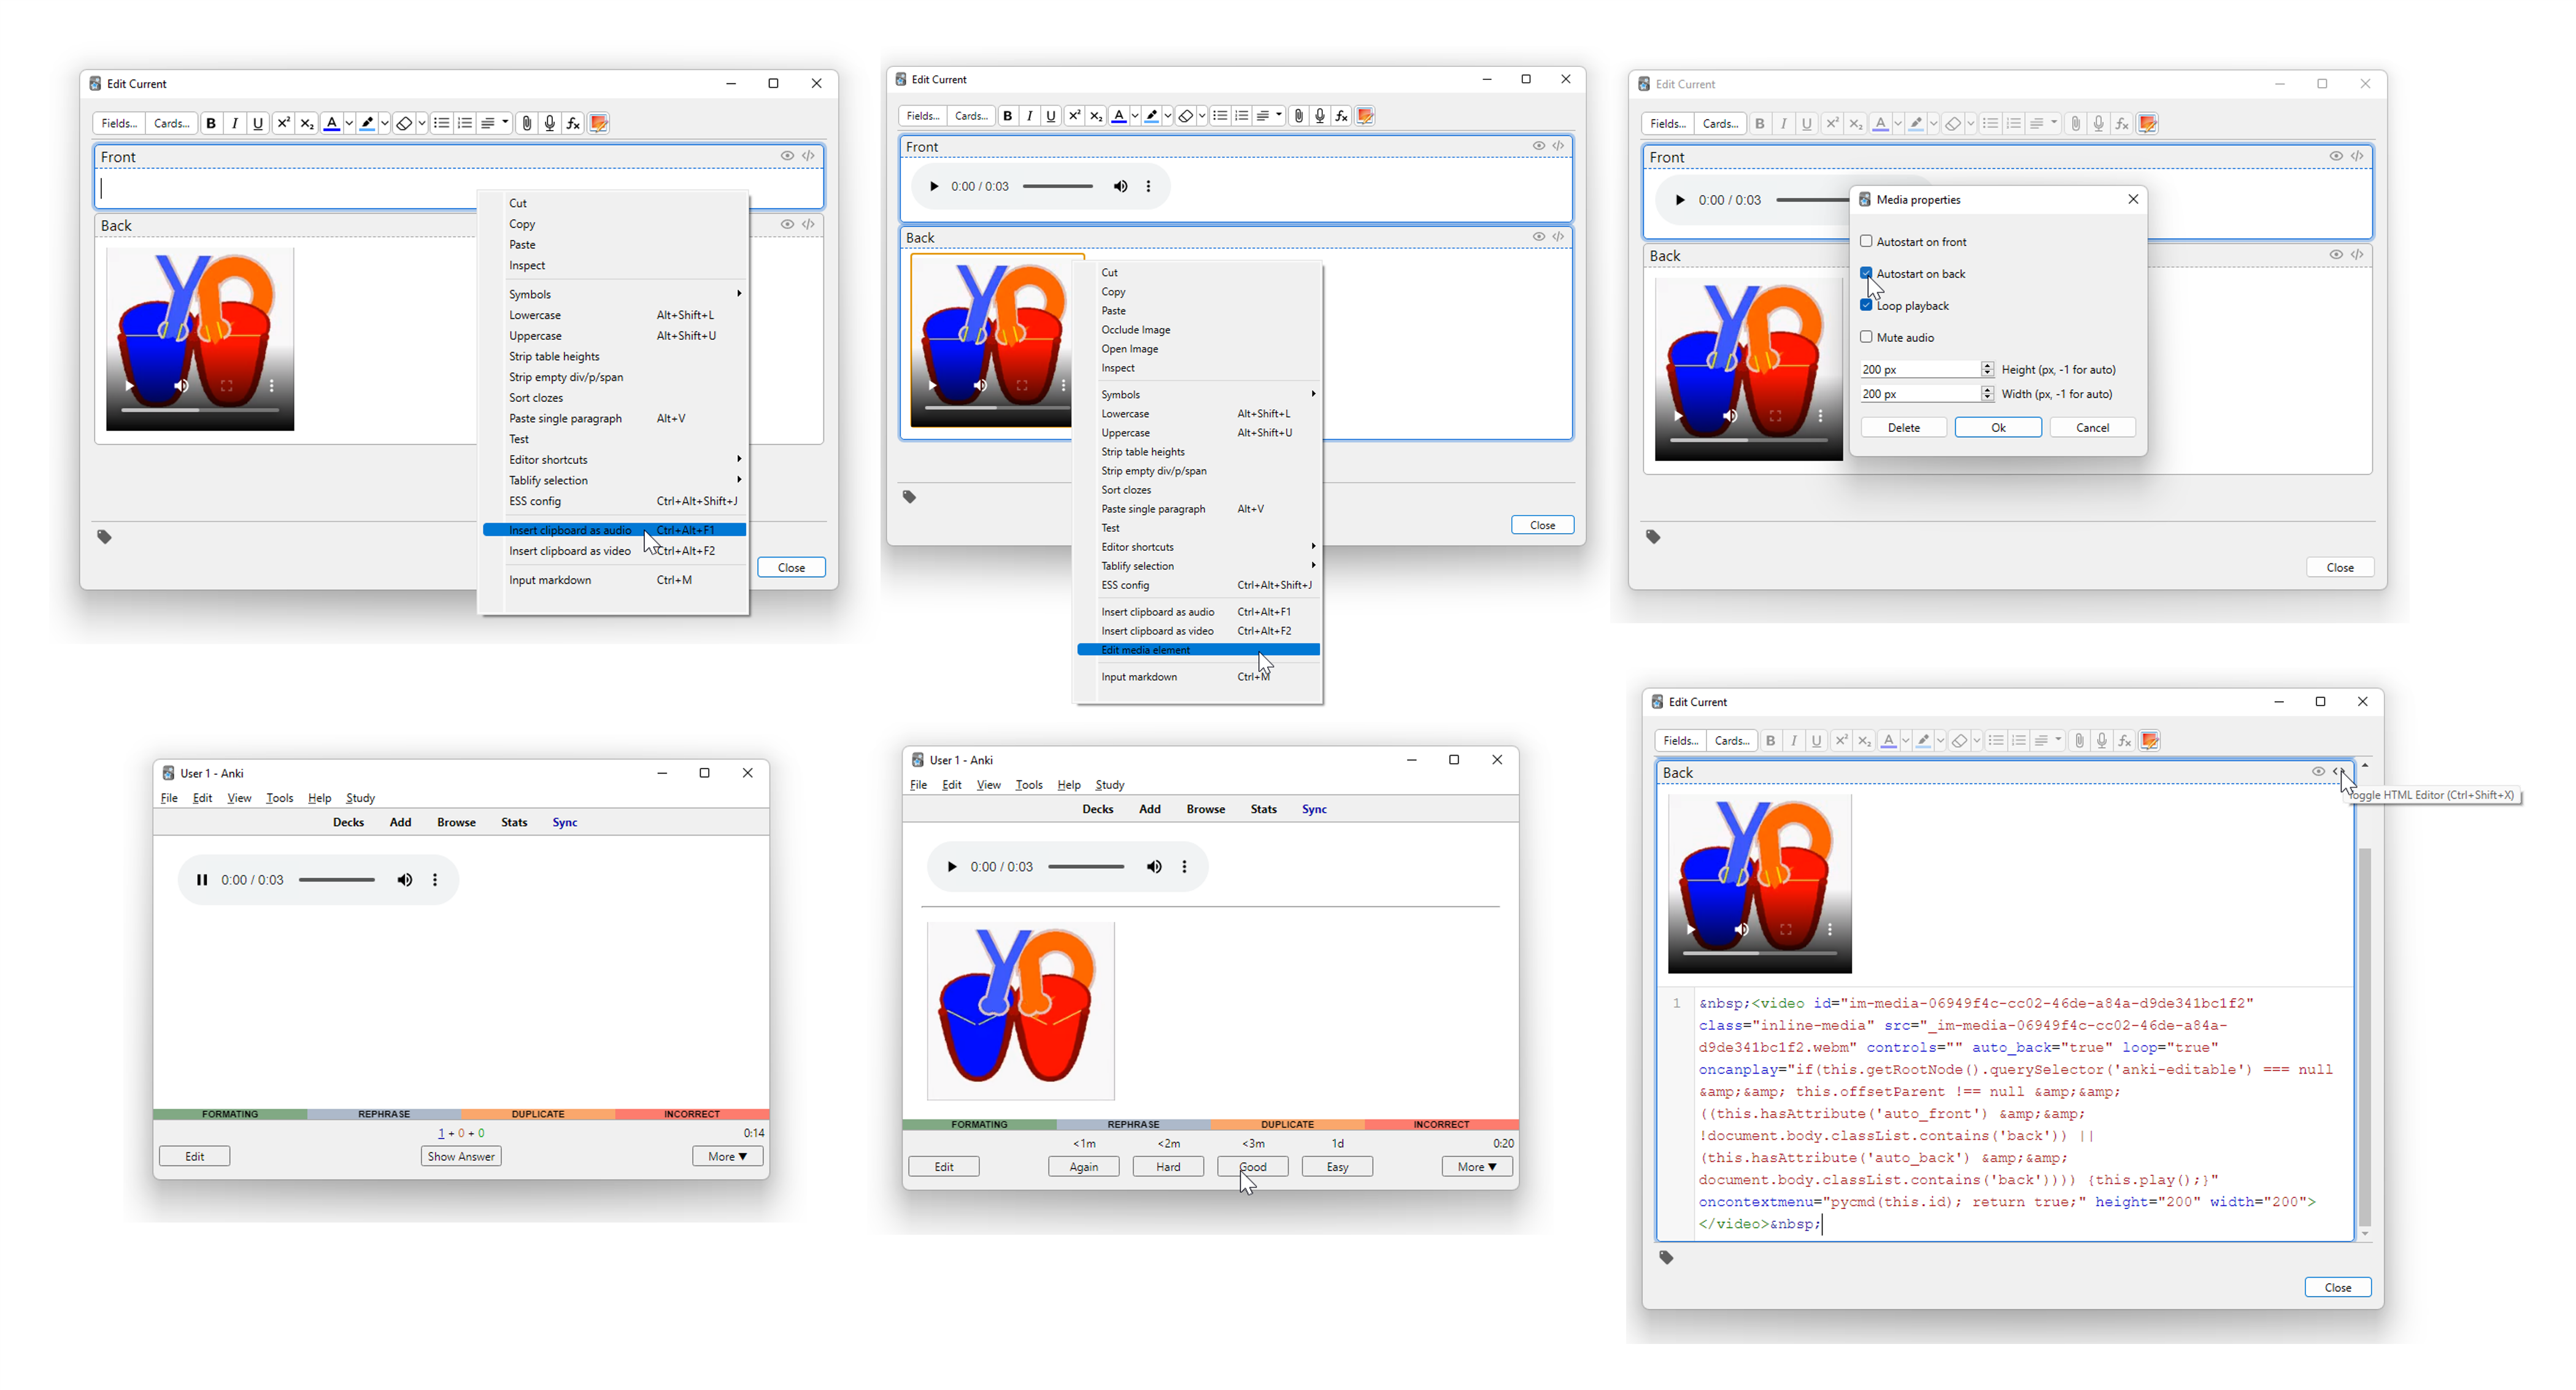 Edit Current
Fields... Cards... B I U x² x₂ A fx
Front
Back
Cut
Copy
Paste
Inspect
Symbols
Lowercase Alt+Shift+L
Uppercase Alt+Shift+U
Strip table heights
Strip empty div/p/span
Sort clozes
Paste single paragraph Alt+V
Test
Editor shortcuts
Tablify selection
ESS config Ctrl+Alt+Shift+J
Insert clipboard as audio Ctrl+Alt+F1
Insert clipboard as video Ctrl+Alt+F2
Input markdown Ctrl+M
Close
Edit Current
Fields... Cards... B I U x² x₂ A fx
Front
0:00 / 0:03
Back
Cut
Copy
Paste
Occlude Image
Open Image
Inspect
Symbols
Lowercase Alt+Shift+L
Uppercase Alt+Shift+U
Strip table heights
Strip empty div/p/span
Sort clozes
Paste single paragraph Alt+V
Test
Editor shortcuts
Tablify selection
ESS config Ctrl+Alt+Shift+J
Insert clipboard as audio Ctrl+Alt+F1
Insert clipboard as video Ctrl+Alt+F2
Edit media element
Input markdown Ctrl+M
Close
Edit Current
Fields... Cards... B I U x² x₂ A fx
Front
0:00 / 0:03
Back
Media properties
Autostart on front
Autostart on back
Loop playback
Mute audio
200 px Height (px, -1 for auto)
200 px Width (px, -1 for auto)
Delete Ok Cancel
Close
User 1 - Anki
File Edit View Tools Help Study
Decks Add Browse Stats Sync
0:00 / 0:03
FORMATING REPHRASE DUPLICATE INCORRECT
1 + 0 + 0 0:14
Edit Show Answer More ▼
User 1 - Anki
File Edit View Tools Help Study
Decks Add Browse Stats Sync
0:00 / 0:03
FORMATING REPHRASE DUPLICATE INCORRECT
<1m <2m <3m 1d 0:20
Edit Again Hard Good Easy More ▼
Edit Current
Fields... Cards... B I U x² x₂ A fx
Back
Toggle HTML Editor (Ctrl+Shift+X)
1 &nbsp;<video id="im-media-06949f4c-cc02-46de-a84a-d9de341bc1f2"
class="inline-media" src="_im-media-06949f4c-cc02-46de-a84a-
d9de341bc1f2.webm" controls="" auto_back="true" loop="true"
oncanplay="if(this.getRootNode().querySelector('anki-editable') === null
&amp;&amp; this.offsetParent !== null &amp;&amp;
((this.hasAttribute('auto_front') &amp;&amp;
!document.body.classList.contains('back')) ||
(this.hasAttribute('auto_back') &amp;&amp;
document.body.classList.contains('back')))) {this.play();}"
oncontextmenu="pycmd(this.id); return true;" height="200" width="200">
</video>&nbsp;
Close